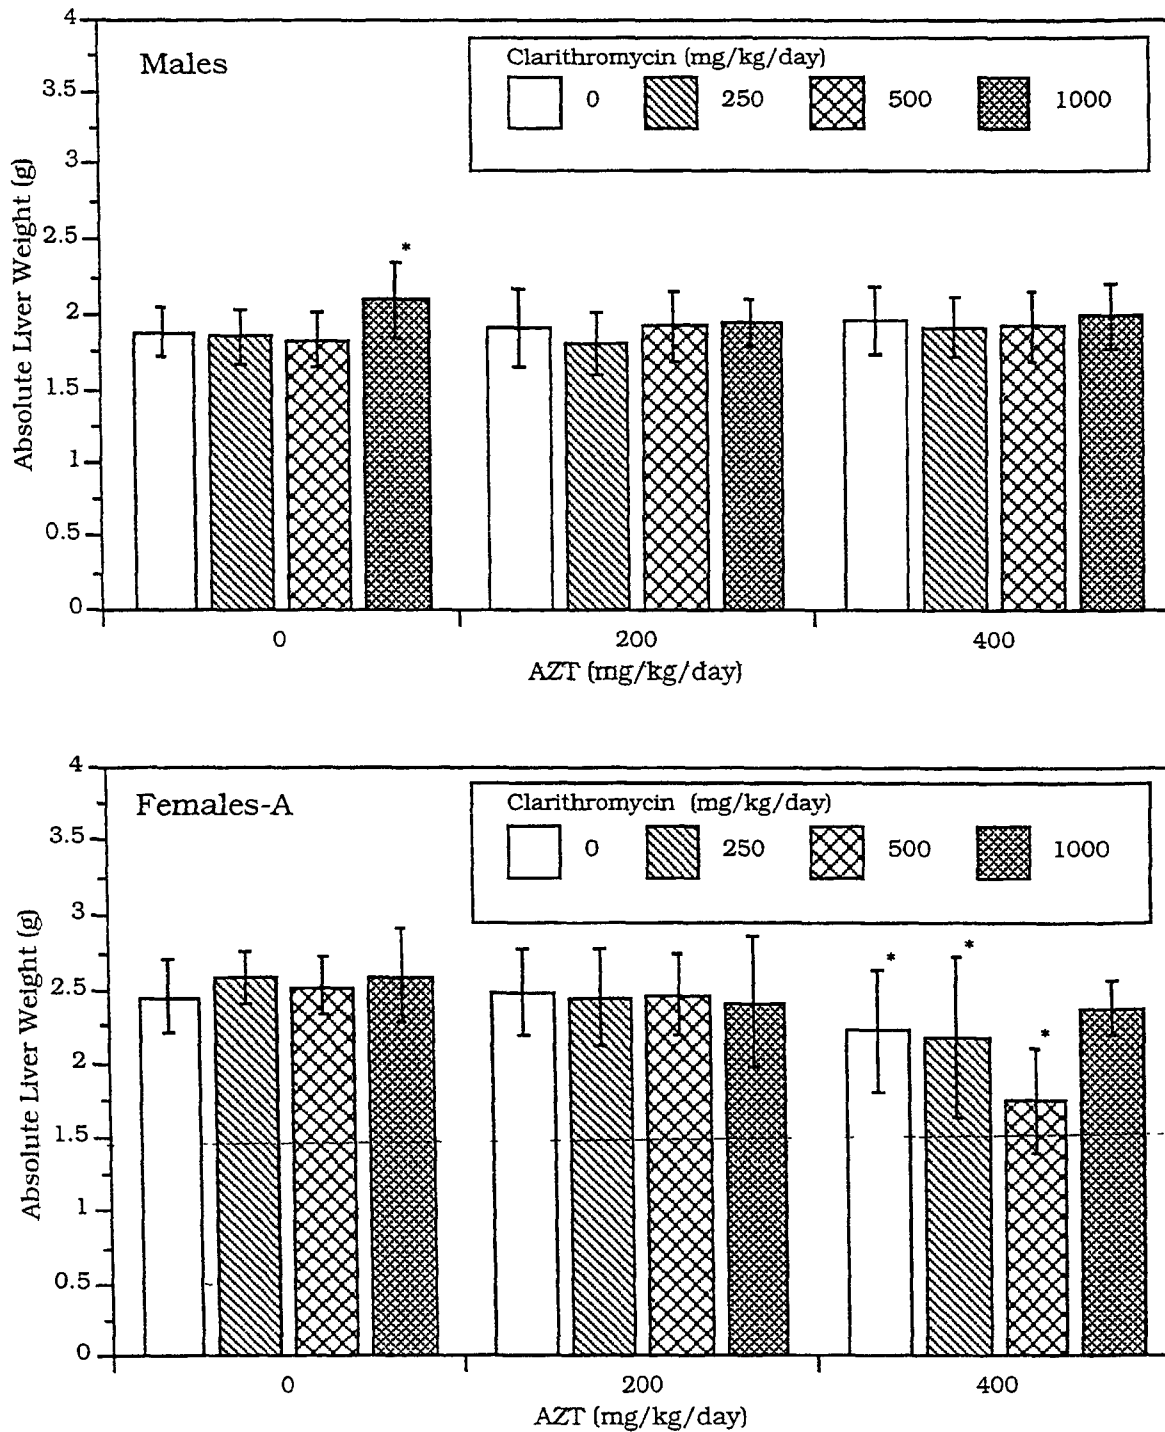 Males
Clarithromycin (mg/kg/day)
0 250 500 1000
4
3.5
3
2.5
2
1.5
1
0.5
0
Absolute Liver Weight (g)
*
0 200 400
AZT (mg/kg/day)
Females-A
Clarithromycin (mg/kg/day)
0 250 500 1000
4
3.5
3
2.5
2
1.5
1
0.5
0
Absolute Liver Weight (g)
* * *
0 200 400
AZT (mg/kg/day)